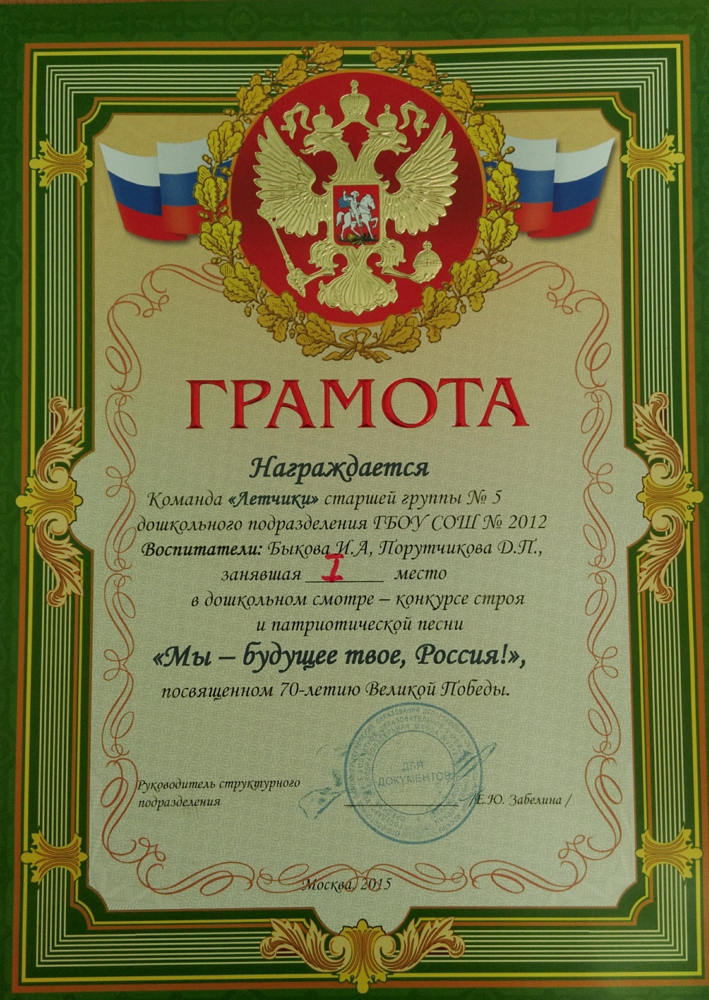 ГРАМОТА
Награждается
Команда «Летчики» старшей группы № 5
дошкольного подразделения ГБОУ СОШ № 2012
Воспитатели: Быкова И.А, Порутчикова Д.П.,
занявшая I место
в дошкольном смотре – конкурсе строя
и патриотической песни
«Мы – будущее твое, Россия!»,
посвященном 70-летию Великой Победы.
ДЛЯ
ДОКУМЕНТОВ
Руководитель структурного
подразделения
/Е.Ю. Забелина /
Москва, 2015